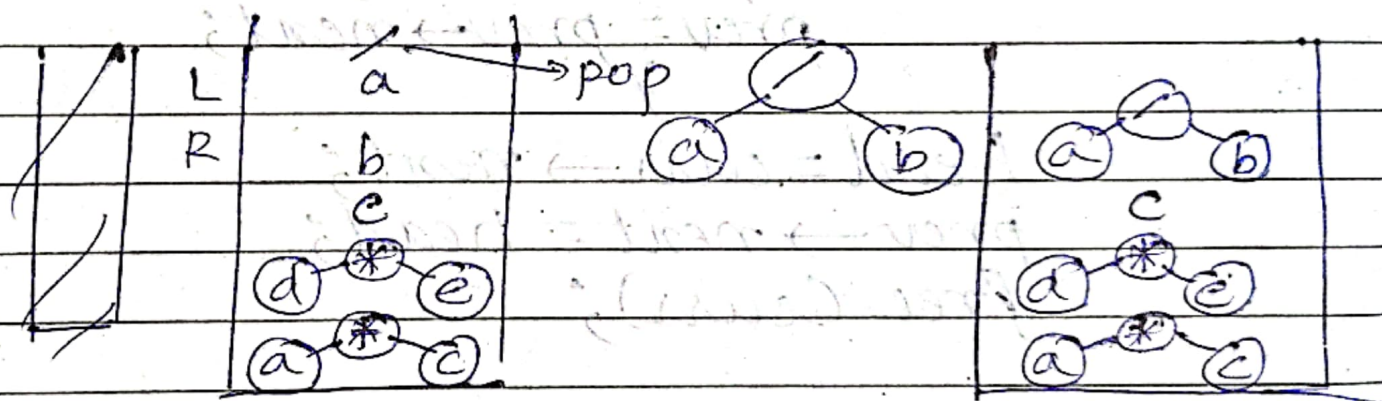 /
L a → pop / / 
R b a b a b
c c
d * e d * e
a * c a * c